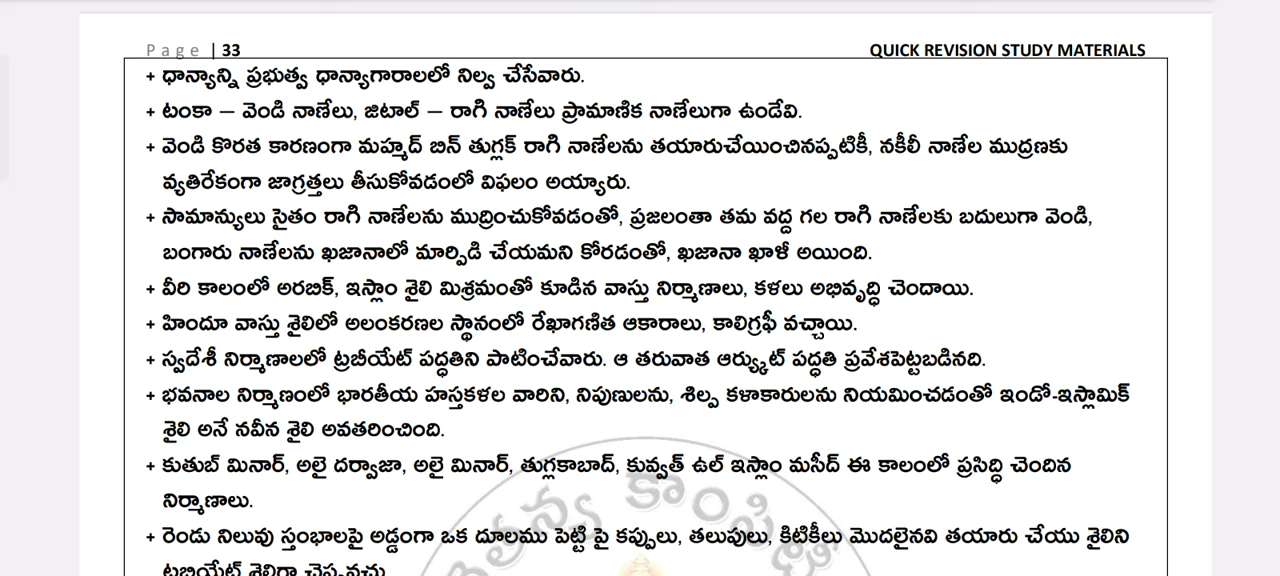 Page | 33 QUICK REVISION STUDY MATERIALS
+ ధాన్యాన్ని ప్రభుత్వ ధాన్యాగారాలలో నిల్వ చేసేవారు.
+ టంకా – వెండి నాణేలు, జిటాల్ – రాగి నాణేలు ప్రామాణిక నాణేలుగా ఉండేవి.
+ వెండి కొరత కారణంగా మహ్మద్ బిన్ తుగ్లక్ రాగి నాణేలను తయారుచేయించినప్పటికీ, నకీలీ నాణేల ముద్రణకు
వ్యతిరేకంగా జాగ్రత్తలు తీసుకోవడంలో విఫలం అయ్యారు.
+ సామాన్యులు సైతం రాగి నాణేలను ముద్రించుకోవడంతో, ప్రజలంతా తమ వద్ద గల రాగి నాణేలకు బదులుగా వెండి,
బంగారు నాణేలను ఖజానాలో మార్పిడి చేయమని కోరడంతో, ఖజానా ఖాళీ అయింది.
+ వీరి కాలంలో అరబిక్, ఇస్లాం శైలి మిశ్రమంతో కూడిన వాస్తు నిర్మాణాలు, కళలు అభివృద్ధి చెందాయి.
+ హిందూ వాస్తు శైలిలో అలంకరణల స్థానంలో రేఖాగణిత ఆకారాలు, కాలిగ్రఫీ వచ్చాయి.
+ స్వదేశీ నిర్మాణాలలో ట్రబీయేట్ పద్ధతిని పాటించేవారు. ఆ తరువాత ఆర్క్యుట్ పద్ధతి ప్రవేశపెట్టబడినది.
+ భవనాల నిర్మాణంలో భారతీయ హస్తకళల వారిని, నిపుణులను, శిల్ప కళాకారులను నియమించడంతో ఇండో-ఇస్లామిక్
శైలి అనే నవీన శైలి అవతరించింది.
+ కుతుబ్ మినార్, అలై దర్వాజా, అలై మినార్, తుగ్లకాబాద్, కువ్వత్ ఉల్ ఇస్లాం మసీద్ ఈ కాలంలో ప్రసిద్ధి చెందిన
నిర్మాణాలు.
+ రెండు నిలువు స్తంభాలపై అడ్డంగా ఒక దూలము పెట్టి పై కప్పులు, తలుపులు, కిటికీలు మొదలైనవి తయారు చేయు శైలిని